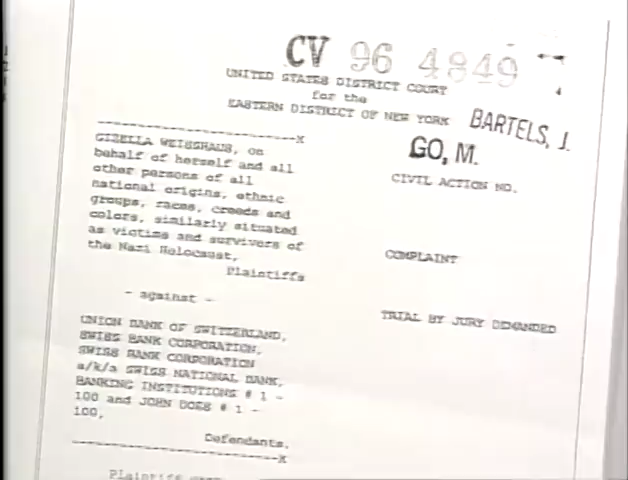 CV 96 4849
UNITED STATES DISTRICT COURT
for the
EASTERN DISTRICT OF NEW YORK
BARTELS, J.
GO, M.
------------------------------X
GIZELLA WEISSHAUS, on
behalf of herself and all
other persons of all
national origins, ethnic
groups, races, creeds and
colors, similarly situated
as victims and survivors of
the Nazi Holocaust,
Plaintiffs
- against -
UNION BANK OF SWITZERLAND,
SWISS BANK CORPORATION,
SWISS BANK CORPORATION
a/k/a SWISS NATIONAL BANK,
BANKING INSTITUTIONS # 1 -
100 and JOHN DOES # 1 -
100,
Defendants.
------------------------------X
CIVIL ACTION NO.
COMPLAINT
TRIAL BY JURY DEMANDED
Plaintiff